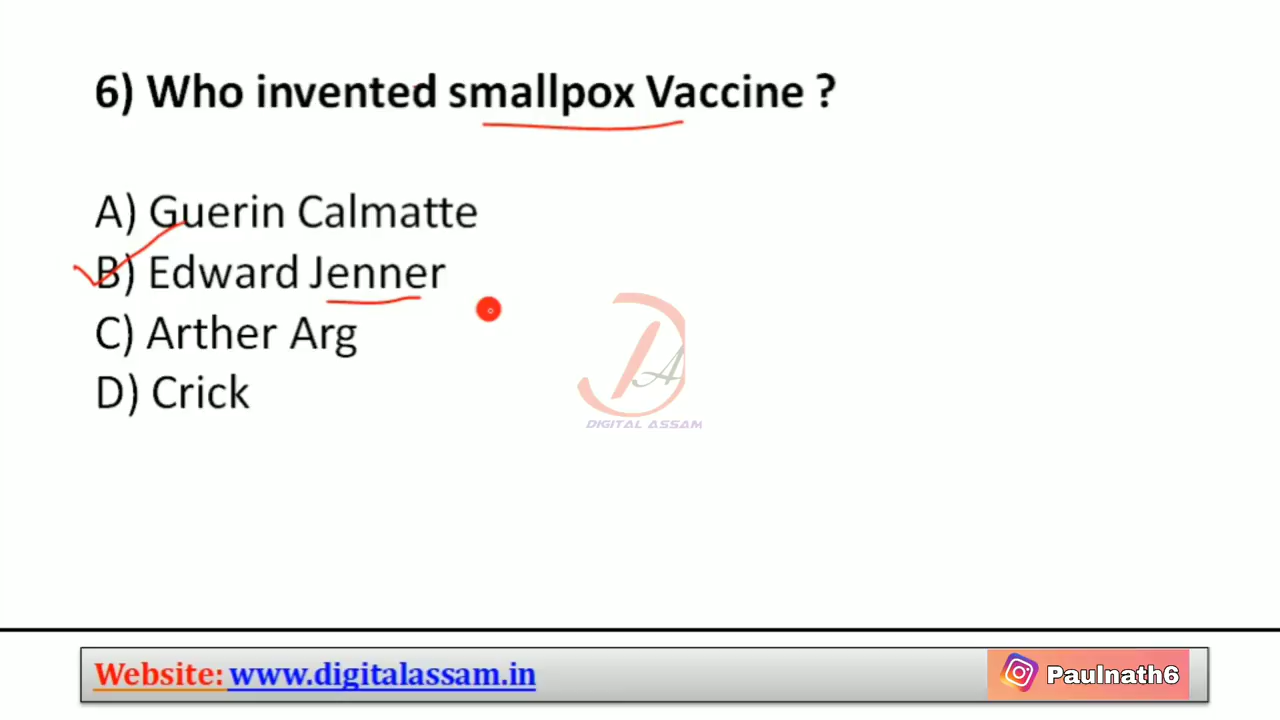 6) Who invented smallpox Vaccine ?
A) Guerin Calmatte
B) Edward Jenner
C) Arther Arg
D) Crick
DIGITAL ASSAM
Website: www.digitalassam.in
Paulnath6